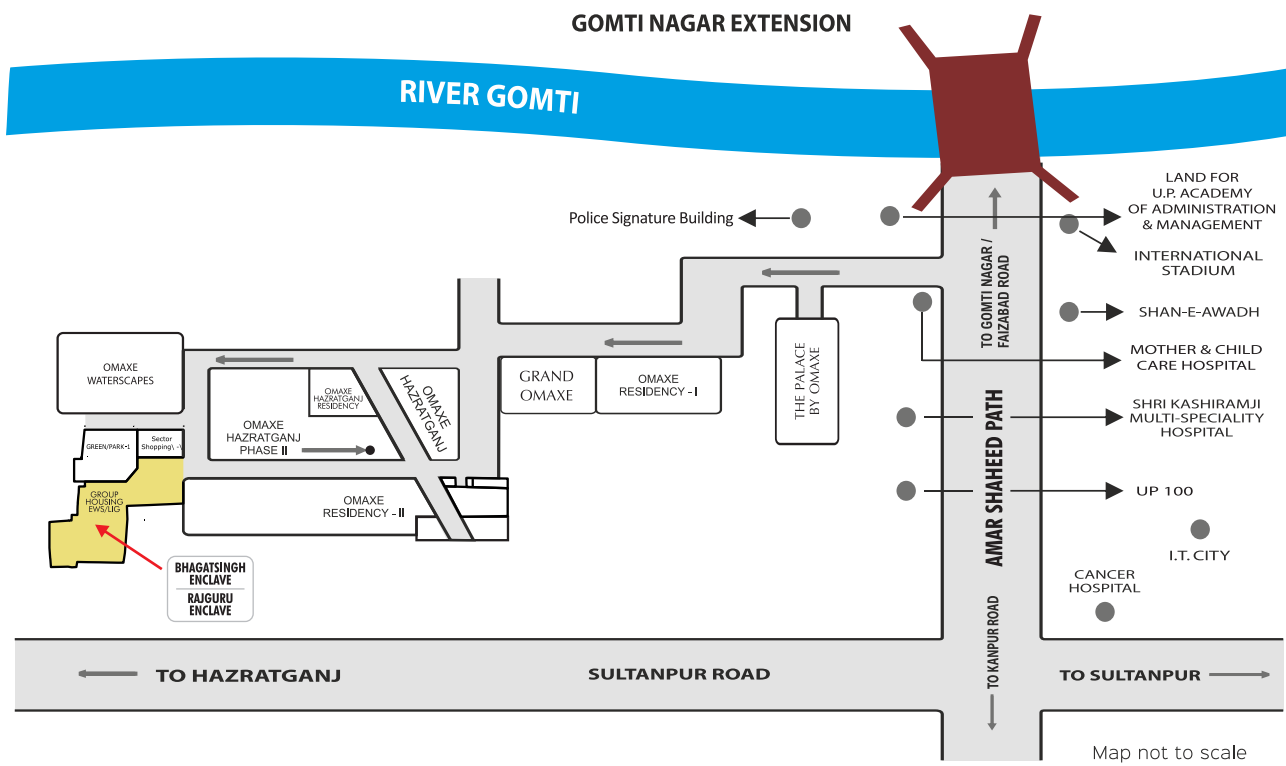 GOMTI NAGAR EXTENSION
RIVER GOMTI
Police Signature Building
LAND FOR
U.P. ACADEMY
OF ADMINISTRATION
& MANAGEMENT
INTERNATIONAL
STADIUM
TO GOMTI NAGAR /
FAIZABAD ROAD
SHAN-E-AWADH
MOTHER & CHILD
CARE HOSPITAL
SHRI KASHIRAMJI
MULTI-SPECIALITY
HOSPITAL
UP 100
I.T. CITY
CANCER
HOSPITAL
AMAR SHAHEED PATH
TO KANPUR ROAD
THE PALACE
BY OMAXE
OMAXE
RESIDENCY - I
GRAND
OMAXE
OMAXE
HAZRATGANJ
OMAXE
HAZRATGANJ
RESIDENCY
OMAXE
HAZRATGANJ
PHASE II
OMAXE
WATERSCAPES
GREEN/PARK-1
Sector
Shopping\ -\
GROUP
HOUSING
EWS/LIG
OMAXE
RESIDENCY - II
BHAGATSINGH
ENCLAVE
RAJGURU
ENCLAVE
TO HAZRATGANJ
SULTANPUR ROAD
TO SULTANPUR
Map not to scale